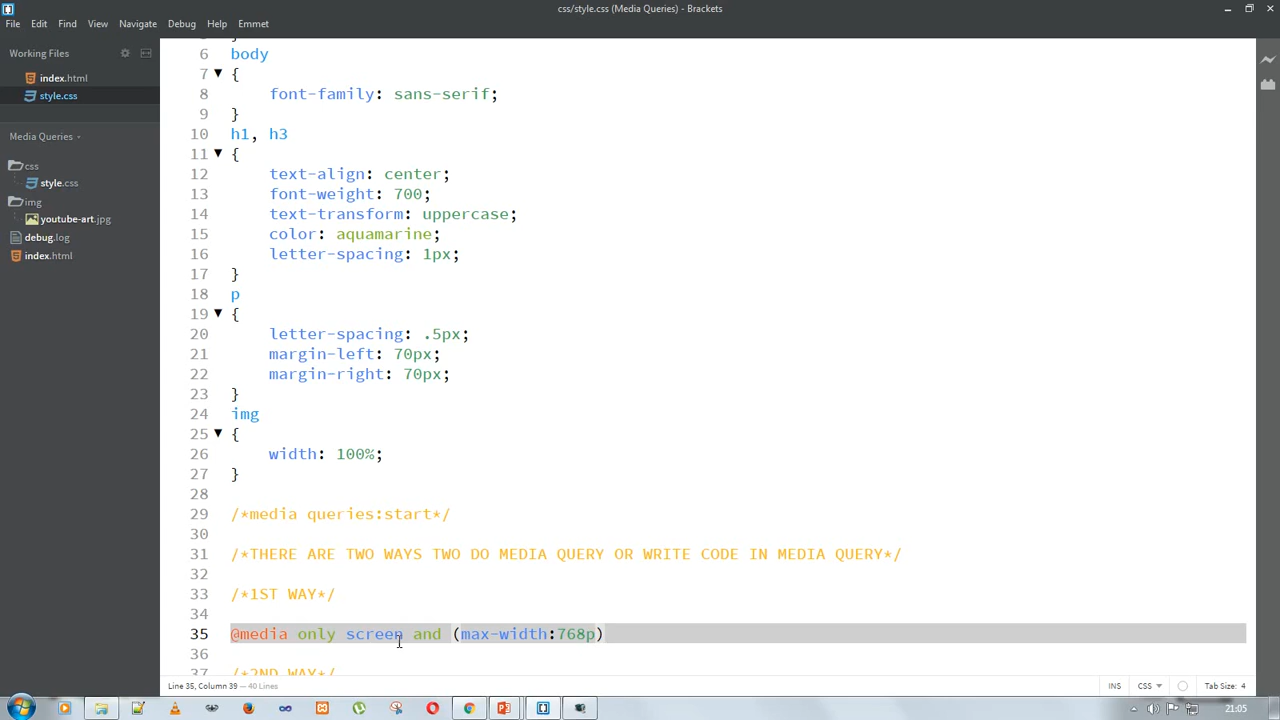 css/style.css (Media Queries) - Brackets
File Edit Find View Navigate Debug Help Emmet
Working Files
index.html
style.css
Media Queries
css
style.css
img
youtube-art.jpg
debug.log
index.html
6 body
7 {
8 font-family: sans-serif;
9 }
10 h1, h3
11 {
12 text-align: center;
13 font-weight: 700;
14 text-transform: uppercase;
15 color: aquamarine;
16 letter-spacing: 1px;
17 }
18 p
19 {
20 letter-spacing: .5px;
21 margin-left: 70px;
22 margin-right: 70px;
23 }
24 img
25 {
26 width: 100%;
27 }
28
29 /*media queries:start*/
30
31 /*THERE ARE TWO WAYS TWO DO MEDIA QUERY OR WRITE CODE IN MEDIA QUERY*/
32
33 /*1ST WAY*/
34
35 @media only screen and (max-width:768p)
36
37 /*2ND WAY*/
Line 35, Column 39 — 40 Lines
INS CSS Tab Size: 4
21:05